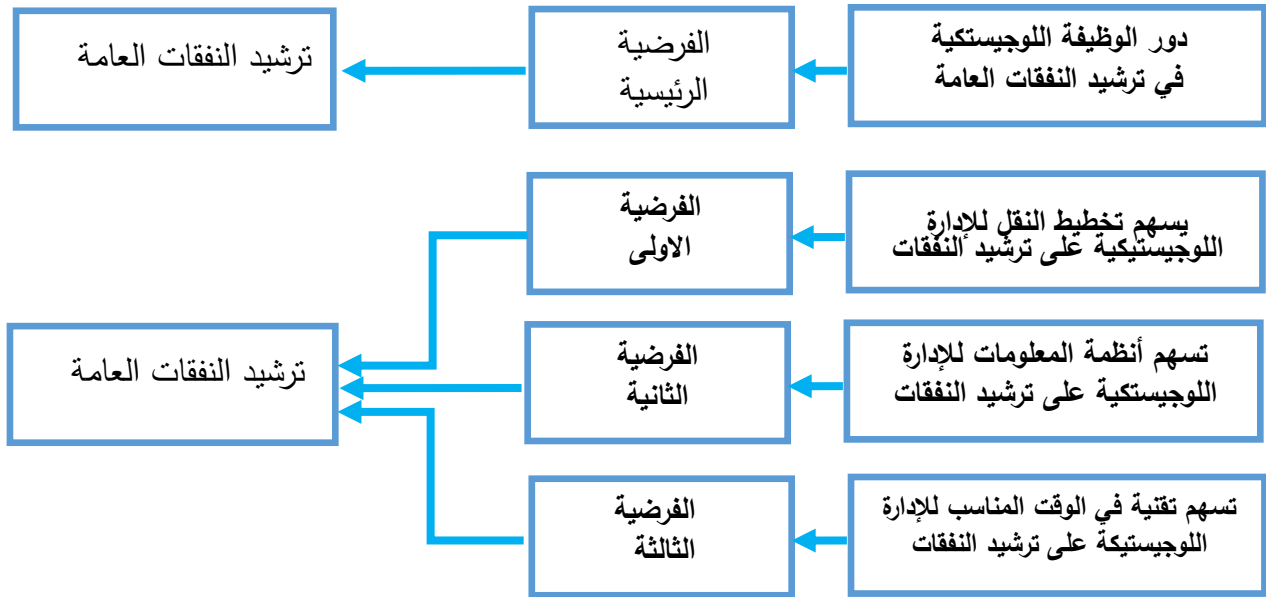 دور الوظيفة اللوجيستكية
في ترشيد النفقات العامة
الفرضية
الرئيسية
ترشيد النفقات العامة
يسهم تخطيط النقل للإدارة
اللوجيستيكية على ترشيد النفقات
الفرضية
الاولى
تسهم أنظمة المعلومات للإدارة
اللوجيستكية على ترشيد النفقات
الفرضية
الثانية
ترشيد النفقات العامة
تسهم تقنية في الوقت المناسب للإدارة
اللوجيستيكة على ترشيد النفقات
الفرضية
الثالثة